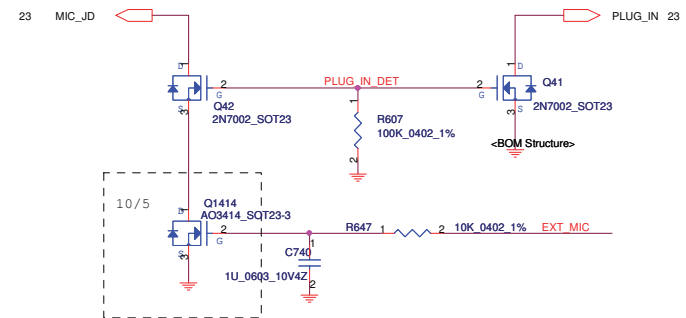 23 MIC_JD
PLUG_IN 23
1
D
2
G
S
3
Q42
2N7002_SOT23
PLUG_IN_DET
1
R607
100K_0402_1%
2
1
D
2
G
S
3
Q41
2N7002_SOT23
<BOM Structure>
10/5
Q1414
AO3414_SOT23-3
1
D
2
G
S
3
R647 1 2 10K_0402_1% EXT_MIC
C740
1
1U_0603_10V4Z
2